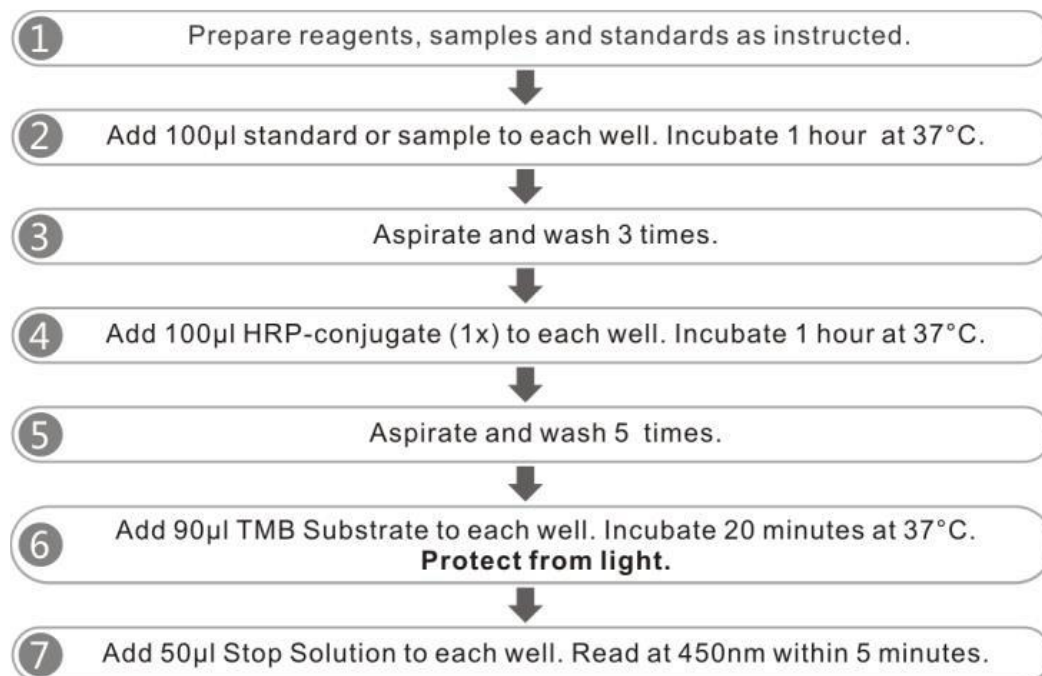 1 Prepare reagents, samples and standards as instructed.
2 Add 100µl standard or sample to each well. Incubate 1 hour at 37°C.
3 Aspirate and wash 3 times.
4 Add 100µl HRP-conjugate (1x) to each well. Incubate 1 hour at 37°C.
5 Aspirate and wash 5 times.
6 Add 90µl TMB Substrate to each well. Incubate 20 minutes at 37°C.
Protect from light.
7 Add 50µl Stop Solution to each well. Read at 450nm within 5 minutes.